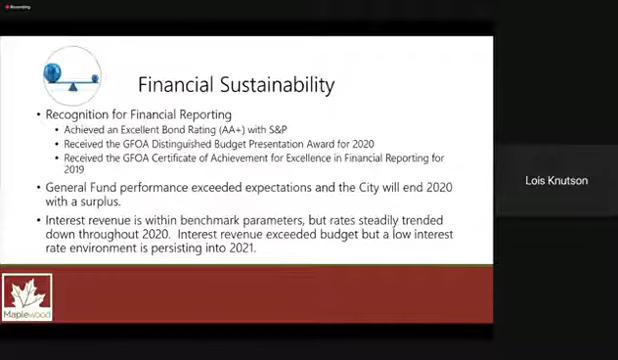 Recording
Financial Sustainability
• Recognition for Financial Reporting
• Achieved an Excellent Bond Rating (AA+) with S&P
• Received the GFOA Distinguished Budget Presentation Award for 2020
• Received the GFOA Certificate of Achievement for Excellence in Financial Reporting for
2019
• General Fund performance exceeded expectations and the City will end 2020
with a surplus.
• Interest revenue is within benchmark parameters, but rates steadily trended
down throughout 2020. Interest revenue exceeded budget but a low interest
rate environment is persisting into 2021.
Lois Knutson
Maplewood